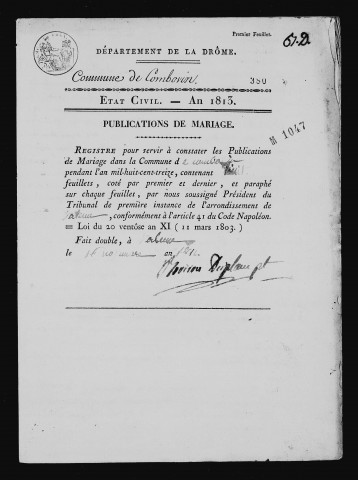 Premier Feuillet.
DÉPARTEMENT DE LA DRÔME.
Commune de Combovin
350
ETAT CIVIL. — AN 1813.
PUBLICATIONS DE MARIAGE.
M 1047
REGISTRE pour servir à constater les Publications
de Mariage dans la Commune d e
pendant l'an mil-huit-cent-treize, contenant
feuillets, coté par premier et dernier, et paraphé
sur chaque feuilles, par nous soussigné Président du
Tribunal de première instance de l'arrondissement de
Valence, conformément à l'article 41 du Code Napoléon.
— Loi du 20 ventôse an XI (11 mars 1803.)
Fait double, à Valence
le an